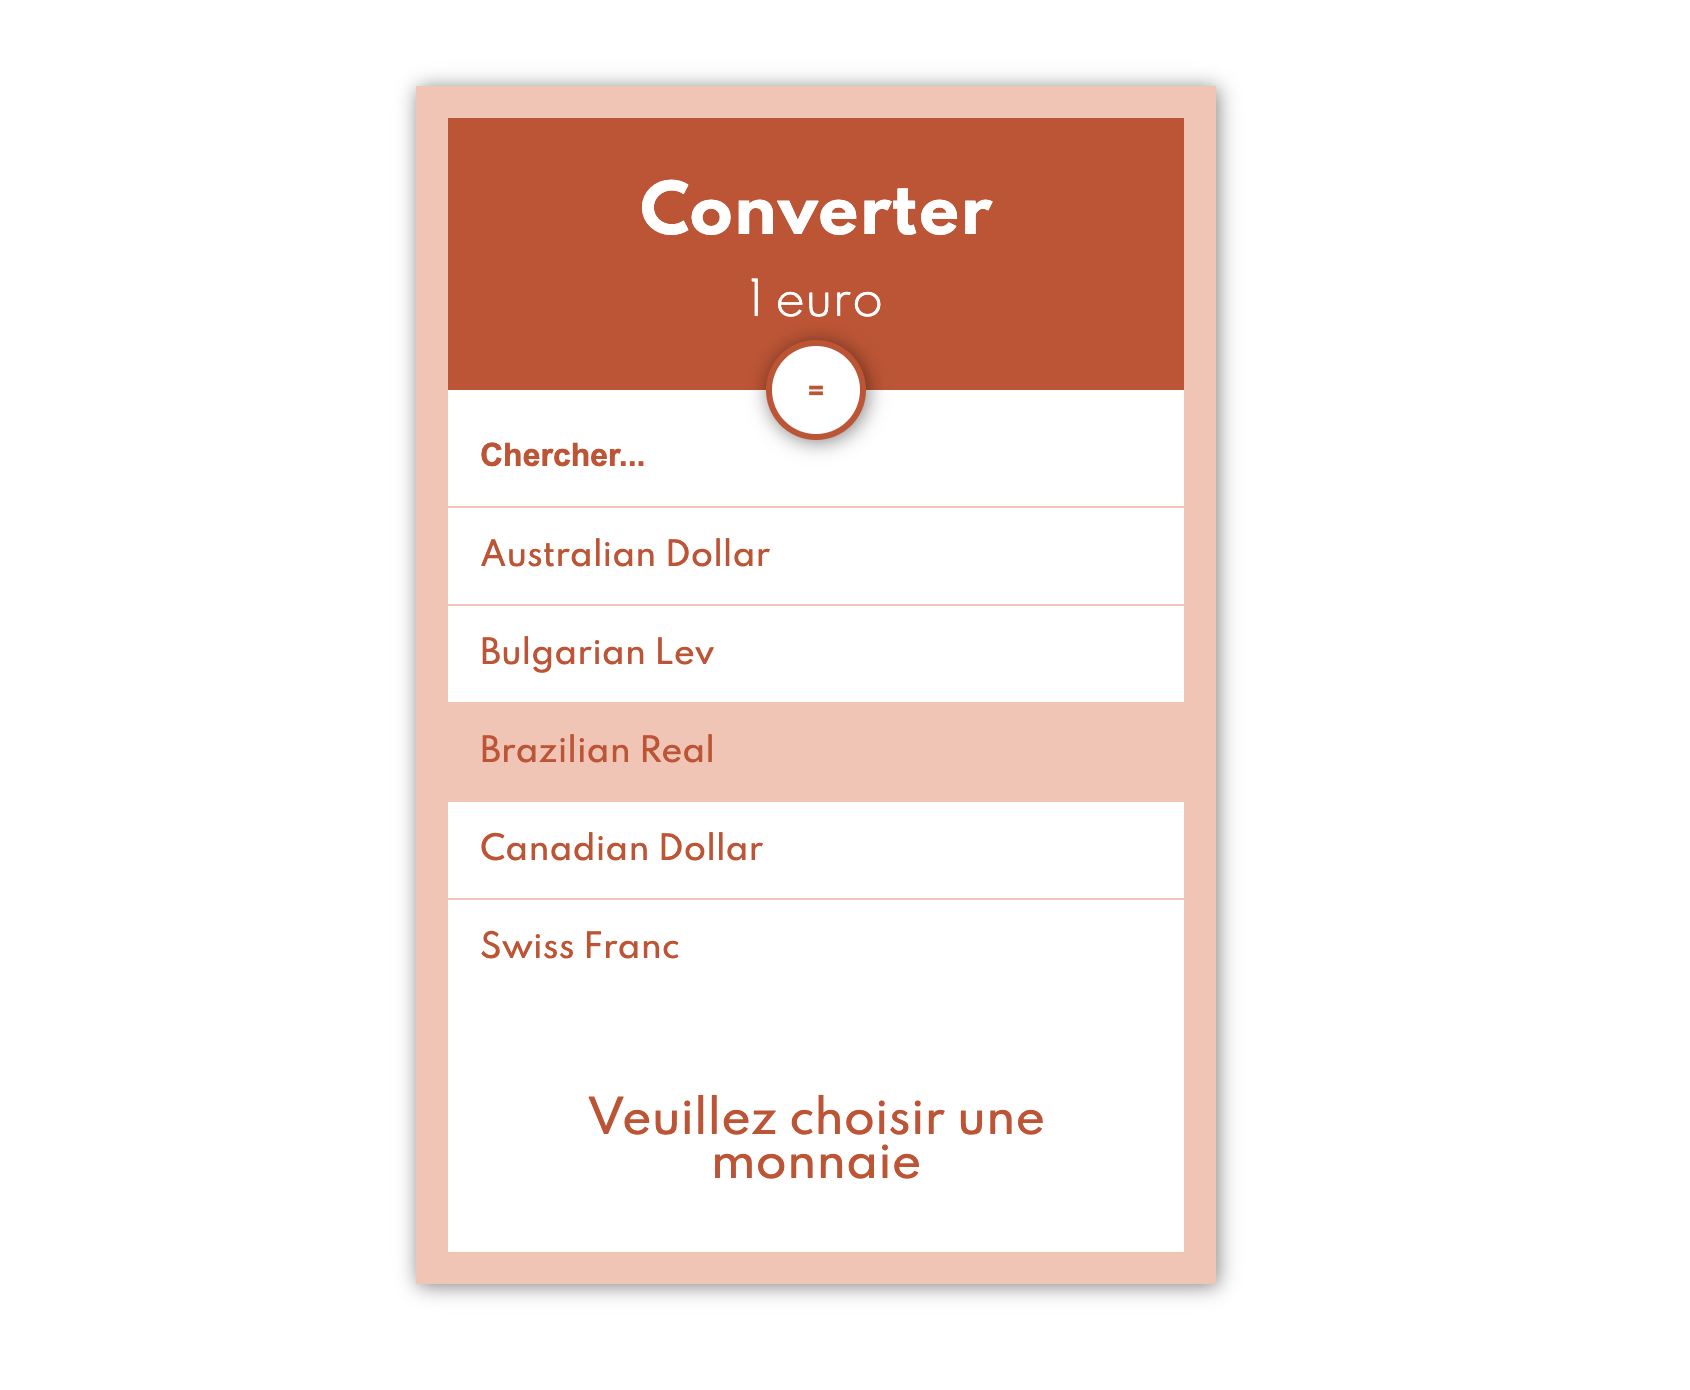 Converter
1 euro
=
Chercher...
Australian Dollar
Bulgarian Lev
Brazilian Real
Canadian Dollar
Swiss Franc
Veuillez choisir une
monnaie